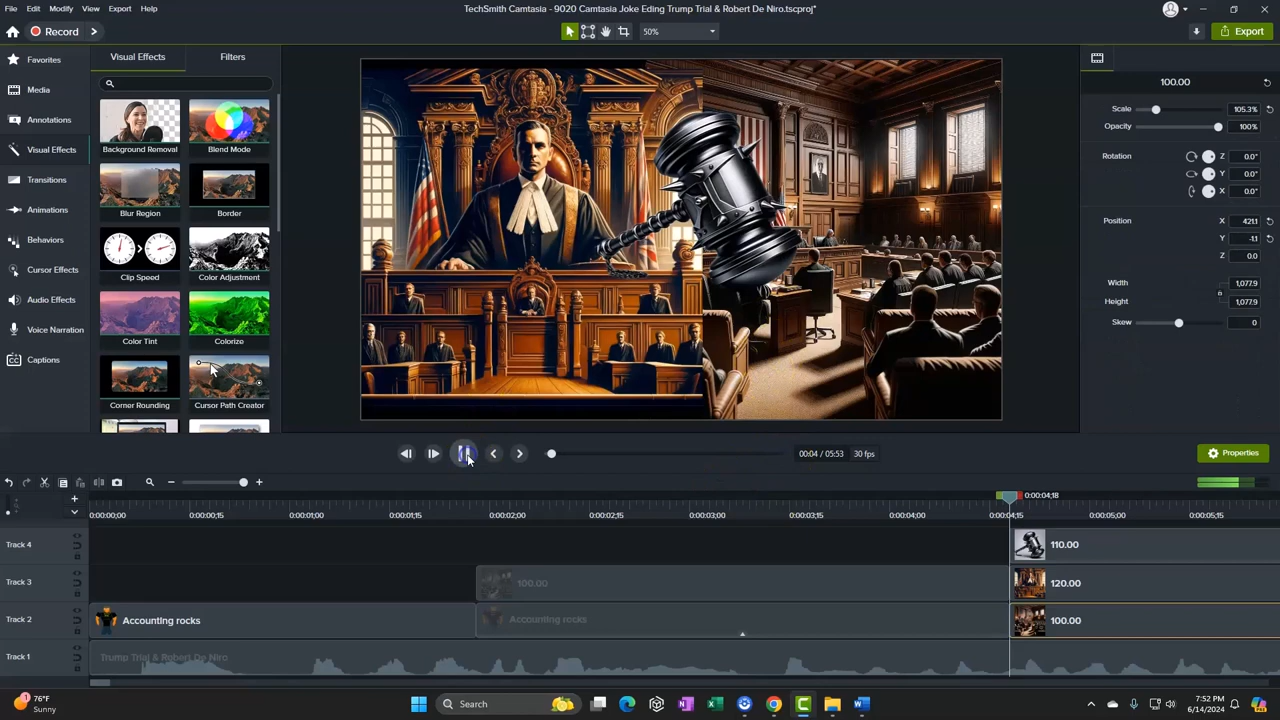 File Edit Modify View Export Help TechSmith Camtasia - 9020 Camtasia Joke Eding Trump Trial & Robert De Niro.tscproj*
Record 50% Export
Favorites Visual Effects Filters
Media
Annotations
Visual Effects
Transitions
Animations
Behaviors
Cursor Effects
Audio Effects
Voice Narration
Captions
Background Removal Blend Mode
Blur Region Border
Clip Speed Color Adjustment
Color Tint Colorize
Corner Rounding Cursor Path Creator
100.00
Scale 105.3%
Opacity 100%
Rotation Z 0.0°
Y 0.0°
X 0.0°
Position X 421.1
Y -1.1
Z 0.0
Width 1,077.9
Height 1,077.9
Skew 0
00:04 / 05:53 30 fps Properties
0:00:04;18
0:00:00;00 0:00:00;15 0:00:01;00 0:00:01;15 0:00:02;00 0:00:02;15 0:00:03;00 0:00:03;15 0:00:04;00 0:00:04;15 0:00:05;00 0:00:05;15
Track 4 110.00
Track 3 100.00 120.00
Track 2 Accounting rocks Accounting rocks 100.00
Track 1 Trump Trial & Robert De Niro
1 76°F
Sunny
Search
7:52 PM
6/14/2024